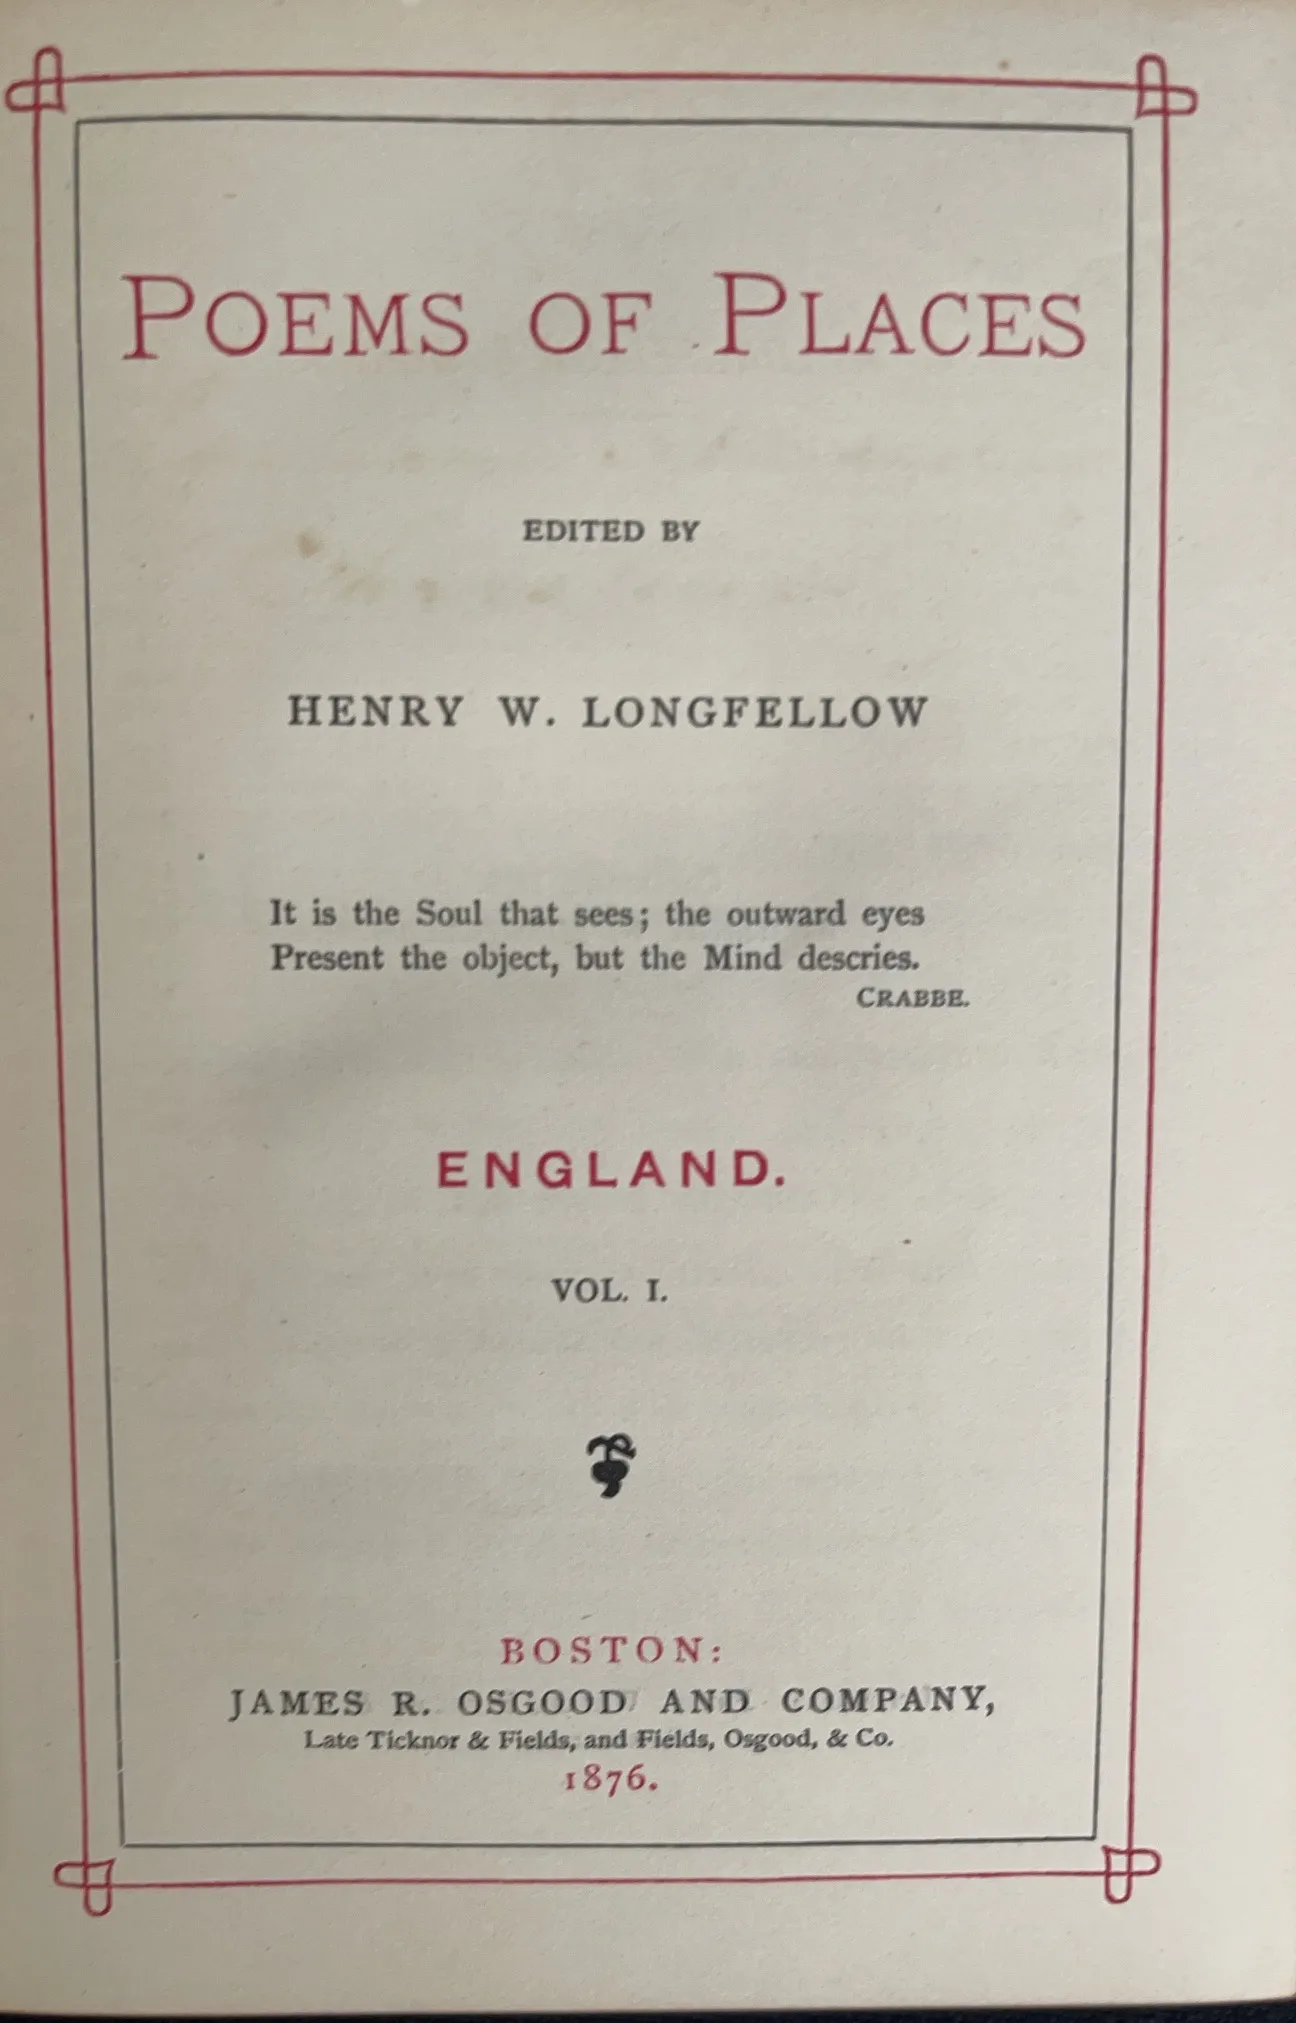 POEMS OF PLACES
EDITED BY
HENRY W. LONGFELLOW
It is the Soul that sees; the outward eyes
Present the object, but the Mind descries.
CRABBE.
ENGLAND.
VOL. I.
BOSTON:
JAMES R. OSGOOD AND COMPANY,
Late Ticknor & Fields, and Fields, Osgood, & Co.
1876.